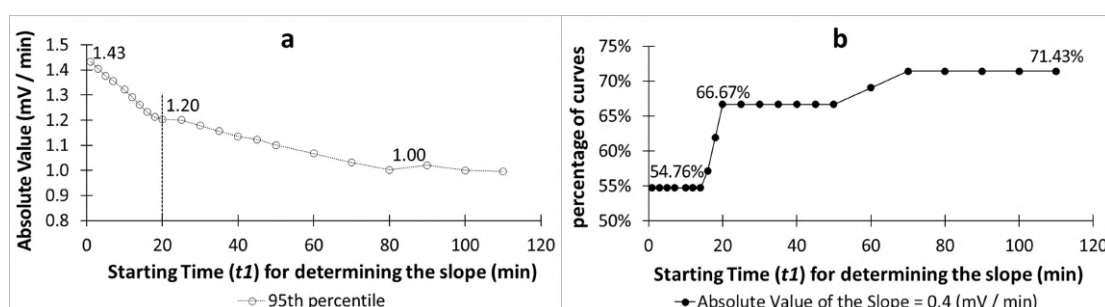 a
Absolute Value (mV / min)
1.5
1.4
1.3
1.2
1.1
1.0
0.9
0.8
1.43
1.20
1.00
0 20 40 60 80 100 120
Starting Time (t1) for determining the slope (min)
95th percentile
b
percentage of curves
75%
70%
65%
60%
55%
50%
54.76%
66.67%
71.43%
0 20 40 60 80 100 120
Starting Time (t1) for determining the slope (min)
Absolute Value of the Slope = 0.4 (mV / min)